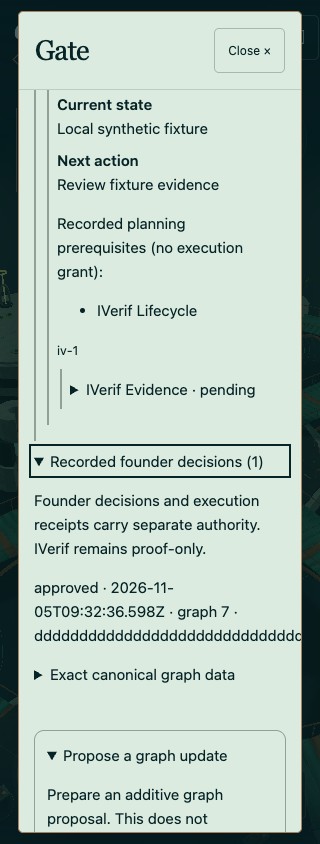 Gate
Close ×
Current state
Local synthetic fixture
Next action
Review fixture evidence
Recorded planning
prerequisites (no execution
grant):
• IVerif Lifecycle
iv-1
▶ IVerif Evidence · pending
▼ Recorded founder decisions (1)
Founder decisions and execution
receipts carry separate authority.
IVerif remains proof-only.
approved · 2026-11-
05T09:32:36.598Z · graph 7 ·
▶ Exact canonical graph data
▼ Propose a graph update
Prepare an additive graph
proposal. This does not